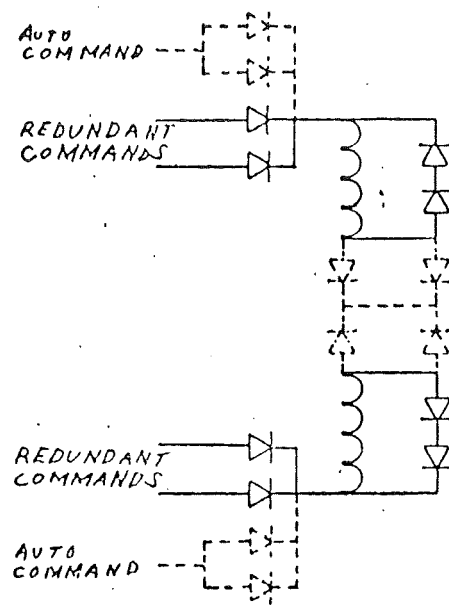 AUTO
COMMAND
REDUNDANT
COMMANDS
REDUNDANT
COMMANDS
AUTO
COMMAND